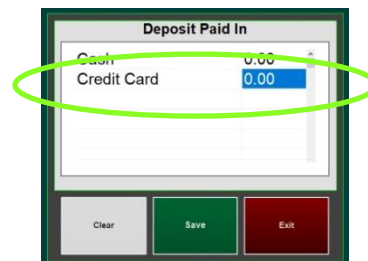 Deposit Paid In
Cash 0.00
Credit Card 0.00
Clear Save Exit